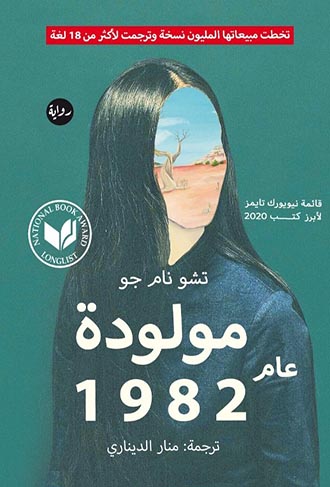 تخطت مبيعاتها المليون نسخة وترجمت لأكثر من 18 لغة
رواية
قائمة نيويورك تايمز
لأبرز كتب 2020
NATIONAL BOOK AWARD
LONGLIST
تشو نام جو
مولودة
عام
1982
ترجمة: منار الديناري